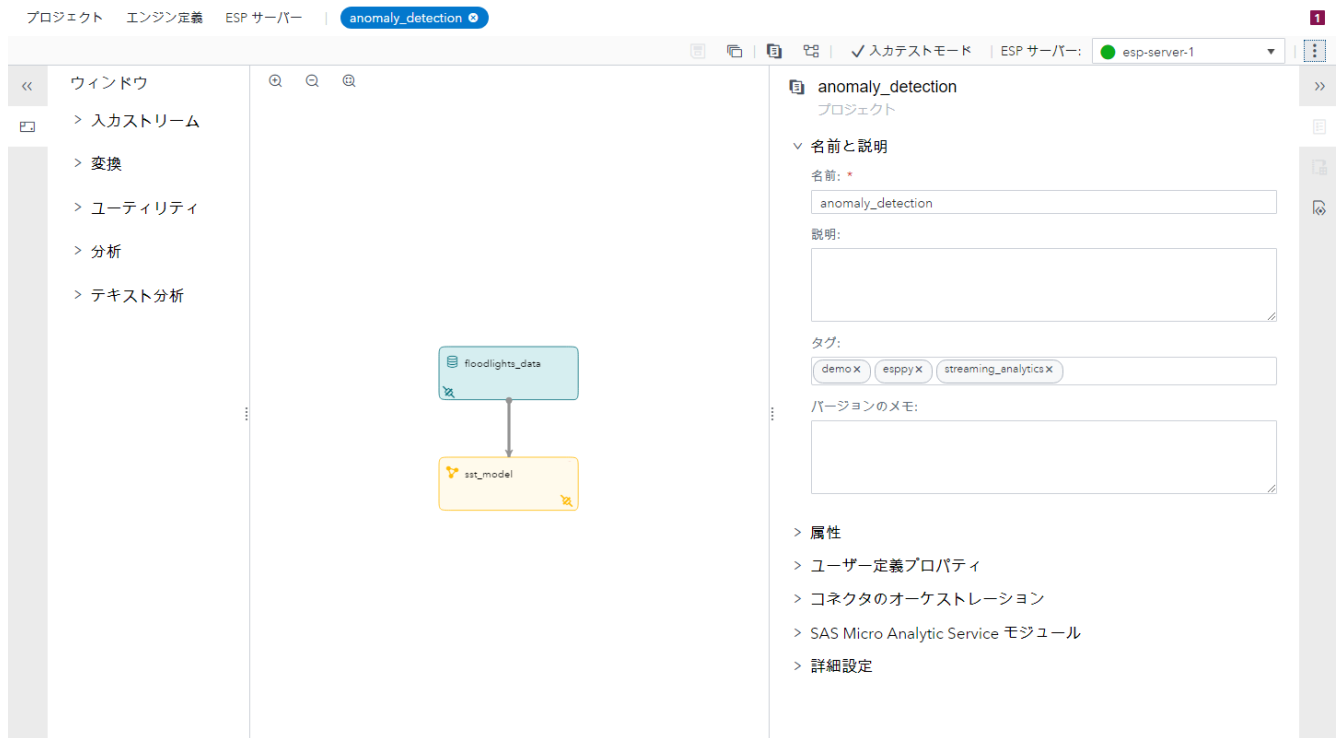 プロジェクト エンジン定義 ESP サーバー anomaly_detection 1
入力テストモード ESP サーバー: esp-server-1
ウィンドウ
入力ストリーム
変換
ユーティリティ
分析
テキスト分析
floodlights_data
sst_model
anomaly_detection
プロジェクト
名前と説明
名前: *
anomaly_detection
説明:
タグ:
demo× esppy× streaming_analytics×
バージョンのメモ:
属性
ユーザー定義プロパティ
コネクタのオーケストレーション
SAS Micro Analytic Service モジュール
詳細設定